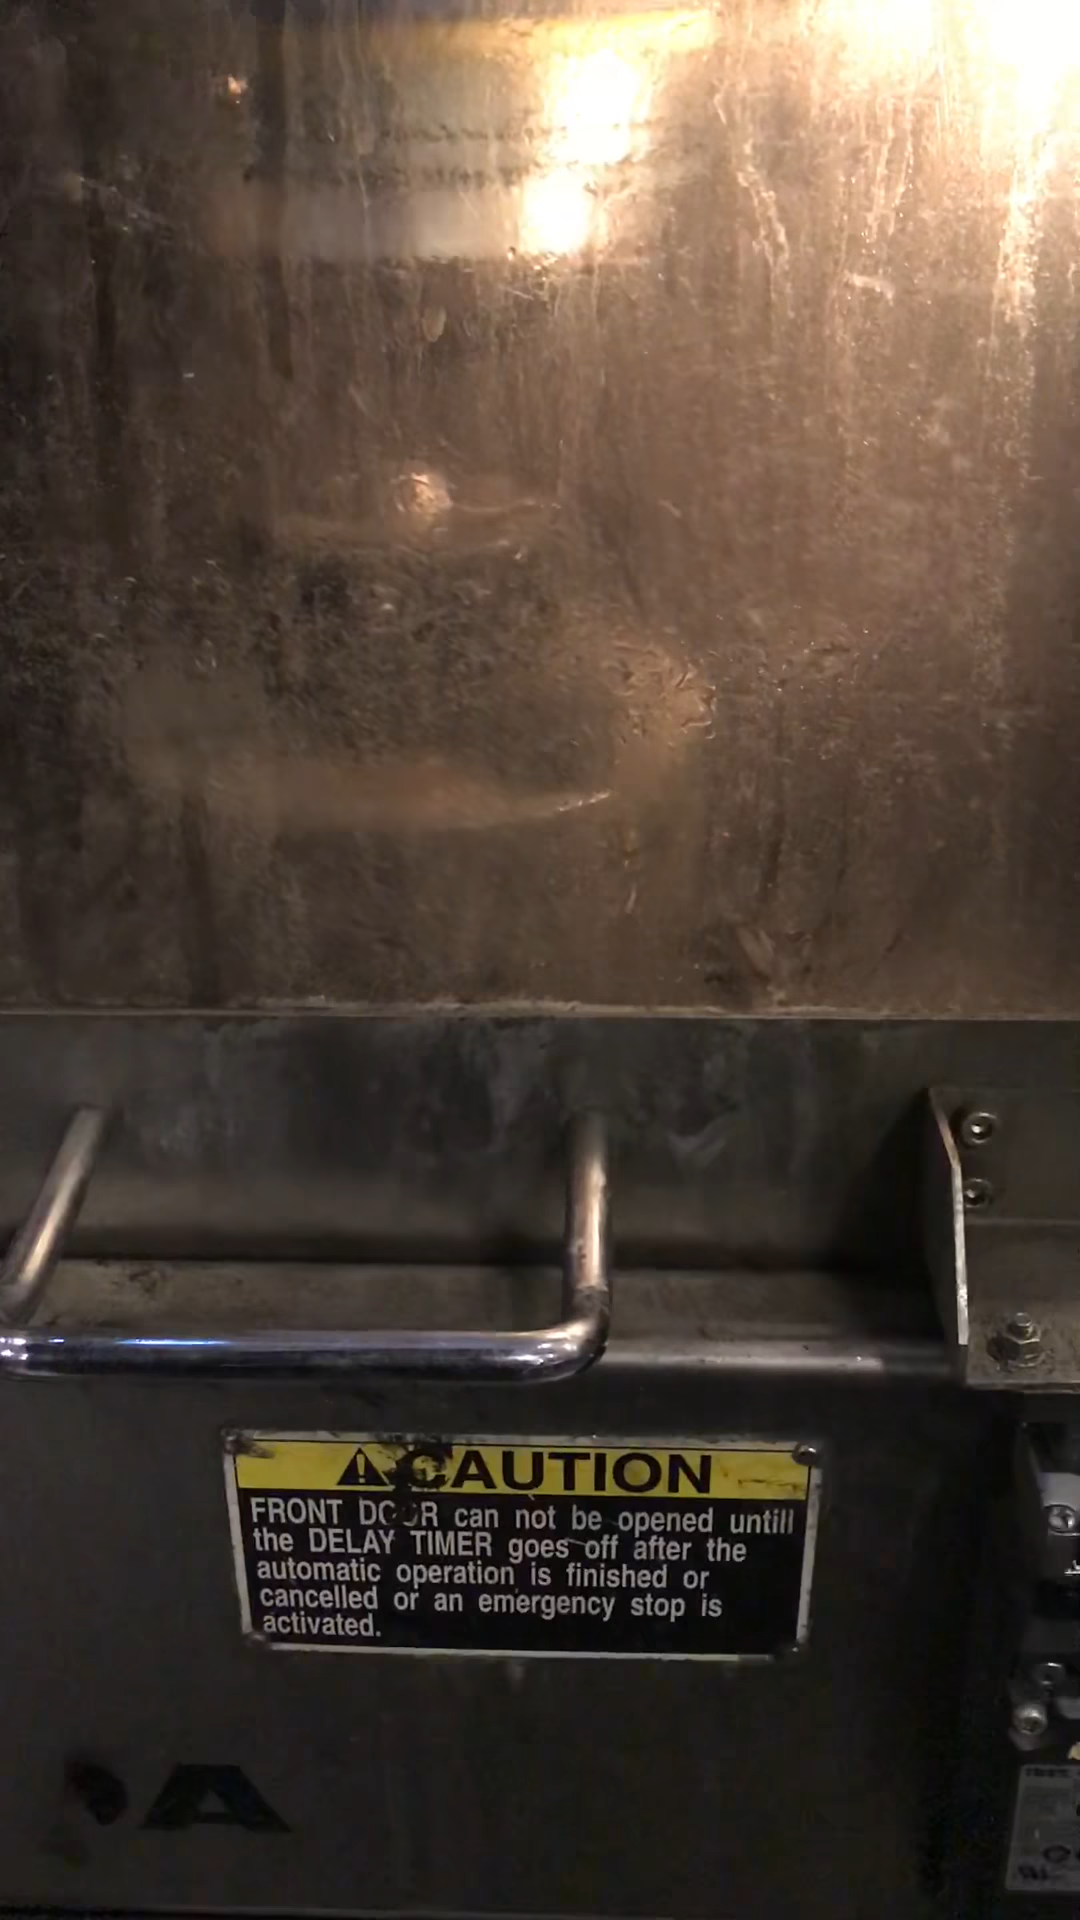 CAUTION
FRONT DOOR can not be opened untill
the DELAY TIMER goes off after the
automatic operation is finished or
cancelled or an emergency stop is
activated.
A